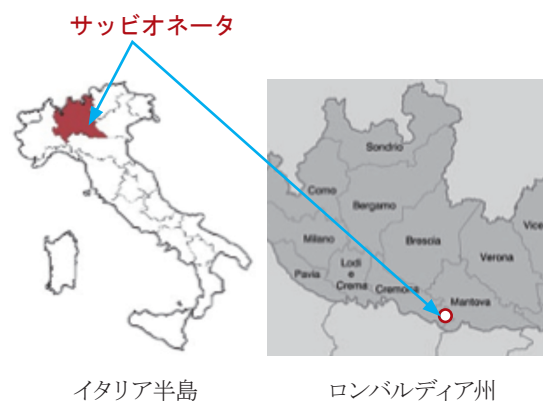 サッビオネータ
Sondrio
Como
Bergamo
Vice
Milano
Brescia
Verona
Lodi
e
Crema
Pavia
Cremona
Mantova
イタリア半島
ロンバルディア州